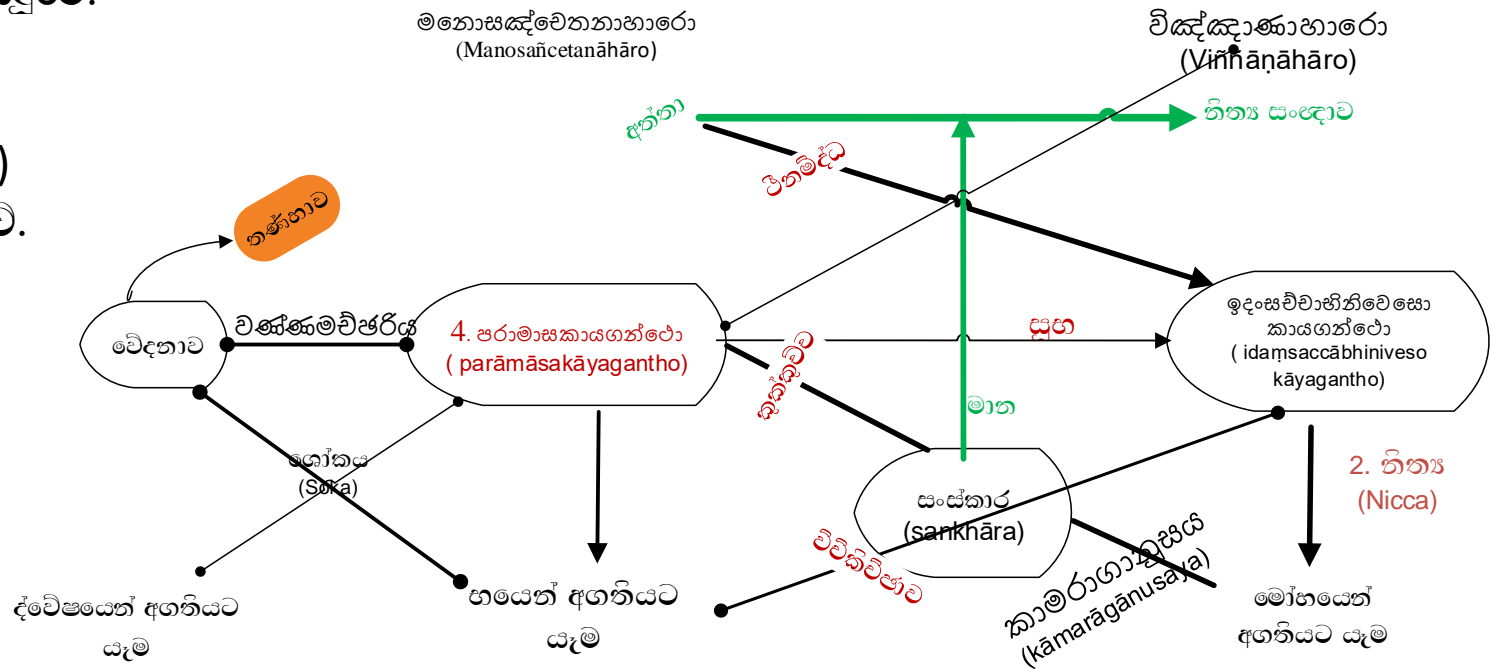 මනොසඤ්චෙතනාහාරො
(Manosañcetanāhāro)
විඤ්ඤාණාහාරො
(Viññāṇāhāro)
අත්තා
නිත්‍ය සංඥාව
ථීනමිද්ධ
)
ව.
තණ්හාව
වේදනාව
වණ්ණමච්ඡරිය
4. පරාමාසකායගන්ථො
( parāmāsakāyagantho)
සුභ
ඉදංසච්චාභිනිවෙසො
කායගන්ථො
( idaṃsaccābhiniveso
kāyagantho)
කුක්කුච්ච
මාන
ශෝකය
(Soka)
සංස්කාර
(sankhāra)
2. නිත්‍ය
(Nicca)
විචිකිච්ඡාව
කාමරාගානුසය
(kāmarāgānusaya)
ද්වේෂයෙන් අගතියට
යෑම
භයෙන් අගතියට
යෑම
මෝහයෙන්
අගතියට යෑම